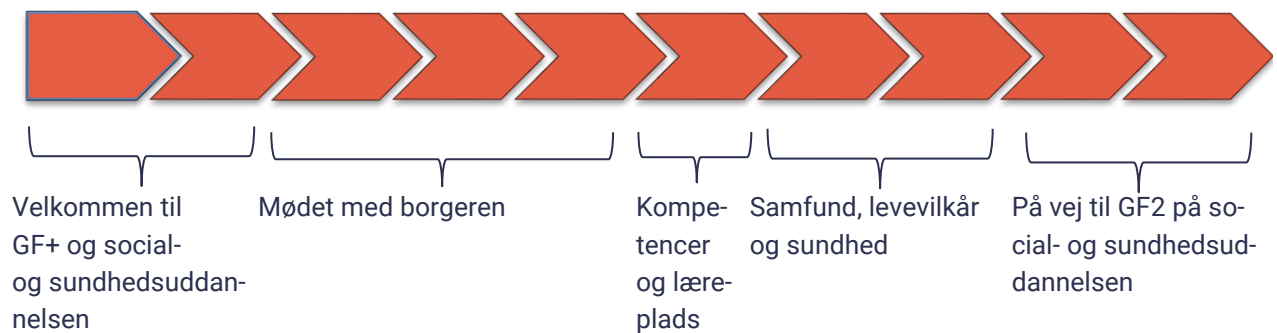 Velkommen til
GF+ og social-
og sundhedsuddan-
nelsen
Mødet med borgeren
Kompe-
tencer
og lære-
plads
Samfund, levevilkår
og sundhed
På vej til GF2 på so-
cial- og sundhedsud-
dannelsen